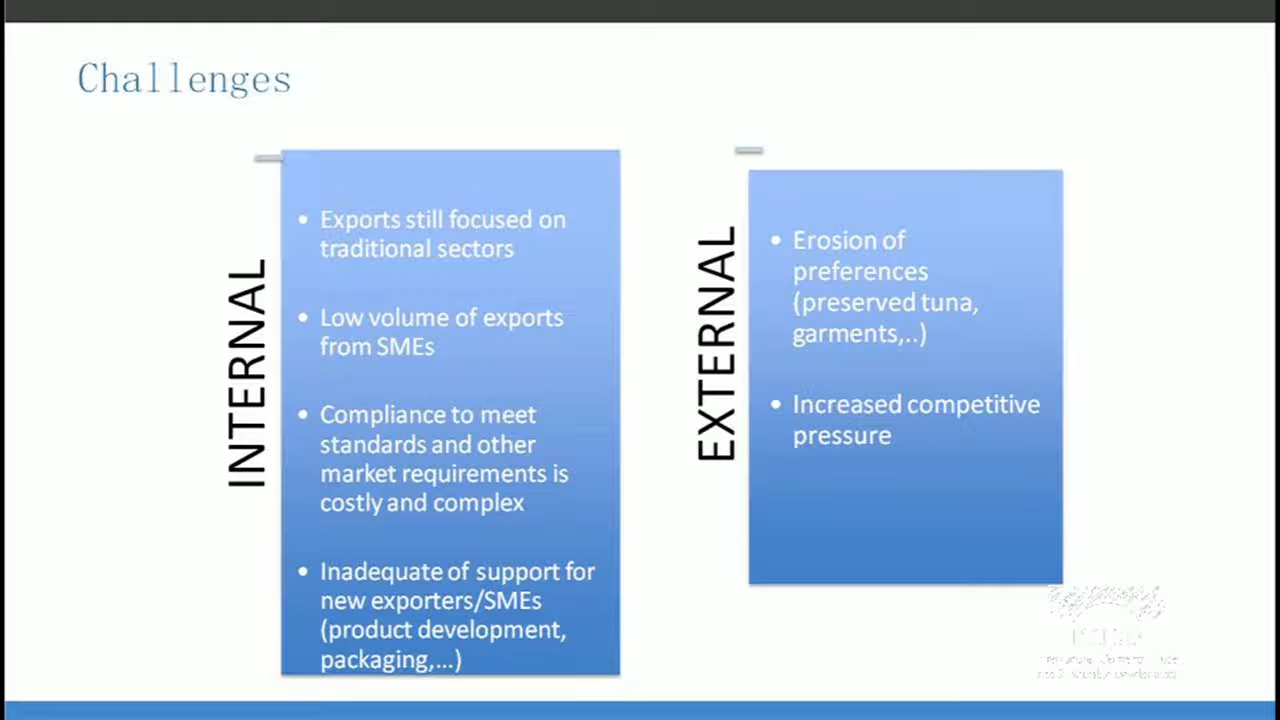 Challenges
INTERNAL
• Exports still focused on
traditional sectors
• Low volume of exports
from SMEs
• Compliance to meet
standards and other
market requirements is
costly and complex
• Inadequate of support for
new exporters/SMEs
(product development,
packaging,...)
EXTERNAL
• Erosion of
preferences
(preserved tuna,
garments,..)
• Increased competitive
pressure